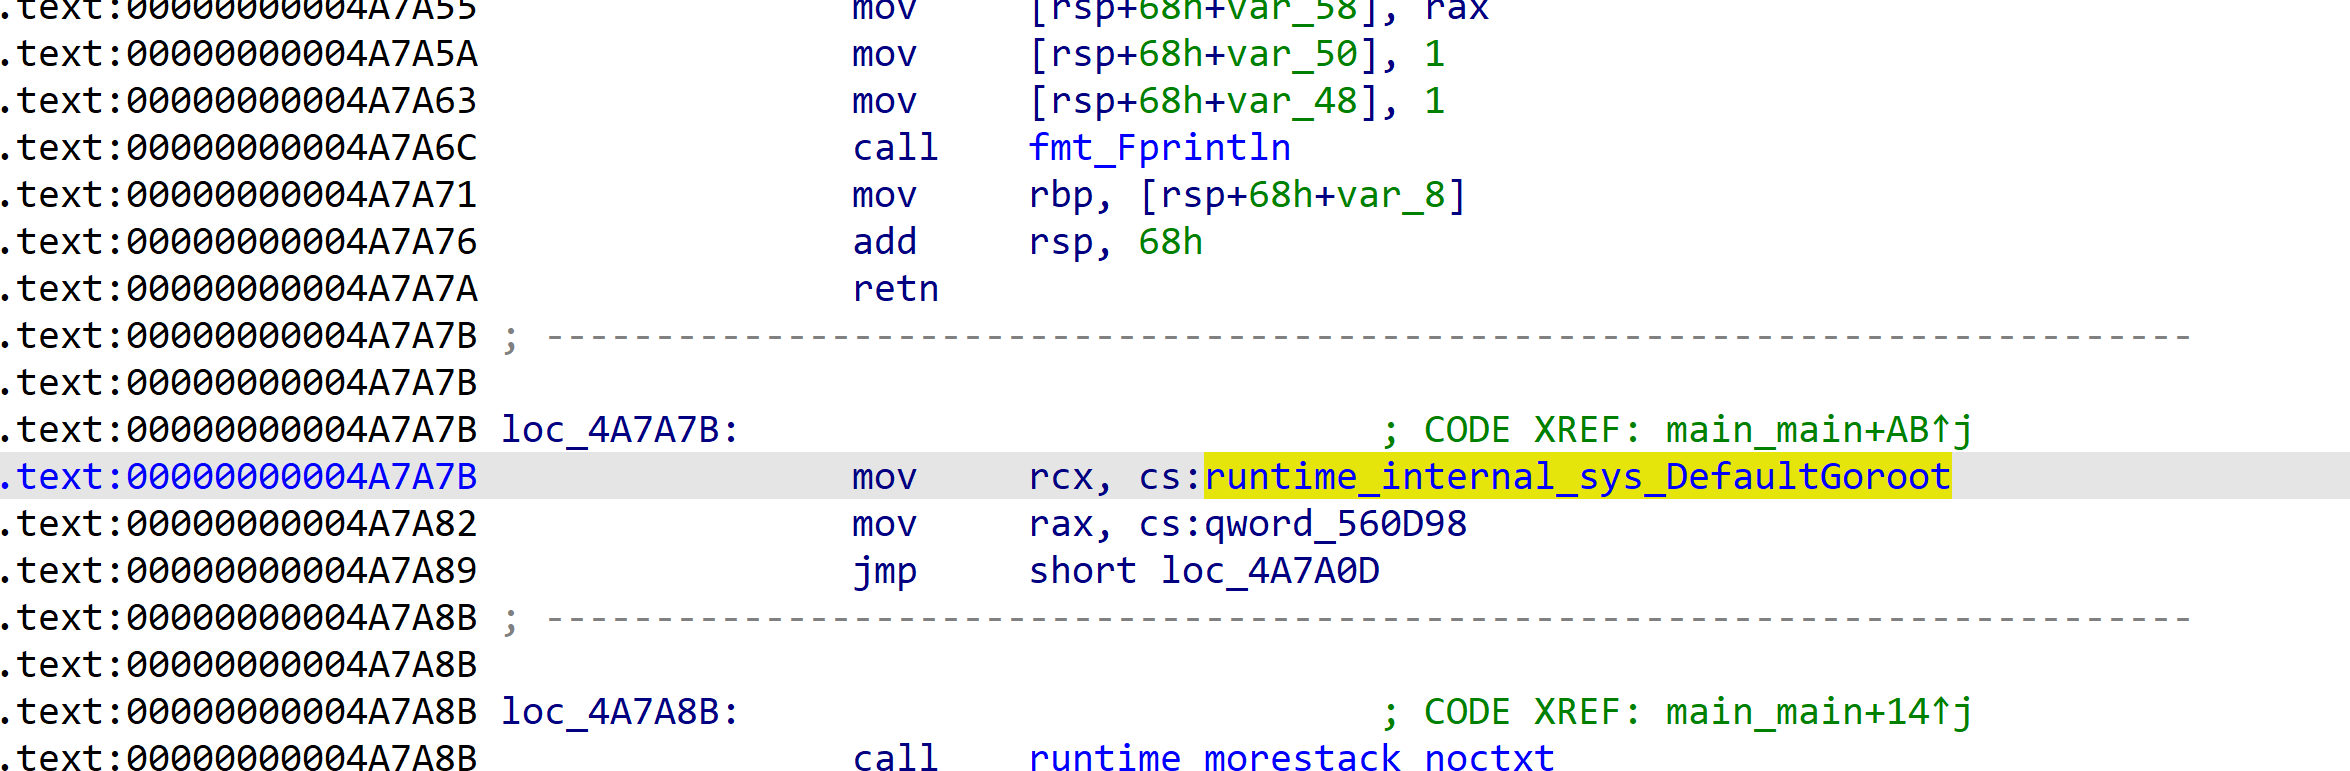 .text:00000000004A7A55 mov [rsp+68h+var_58], rax
.text:00000000004A7A5A mov [rsp+68h+var_50], 1
.text:00000000004A7A63 mov [rsp+68h+var_48], 1
.text:00000000004A7A6C call fmt_Fprintln
.text:00000000004A7A71 mov rbp, [rsp+68h+var_8]
.text:00000000004A7A76 add rsp, 68h
.text:00000000004A7A7A retn
.text:00000000004A7A7B ; ---------------------------------------------------------------------------
.text:00000000004A7A7B
.text:00000000004A7A7B loc_4A7A7B: ; CODE XREF: main_main+AB↑j
.text:00000000004A7A7B mov rcx, cs:runtime_internal_sys_DefaultGoroot
.text:00000000004A7A82 mov rax, cs:qword_560D98
.text:00000000004A7A89 jmp short loc_4A7A0D
.text:00000000004A7A8B ; ---------------------------------------------------------------------------
.text:00000000004A7A8B
.text:00000000004A7A8B loc_4A7A8B: ; CODE XREF: main_main+14↑j
.text:00000000004A7A8B call runtime_morestack_noctxt